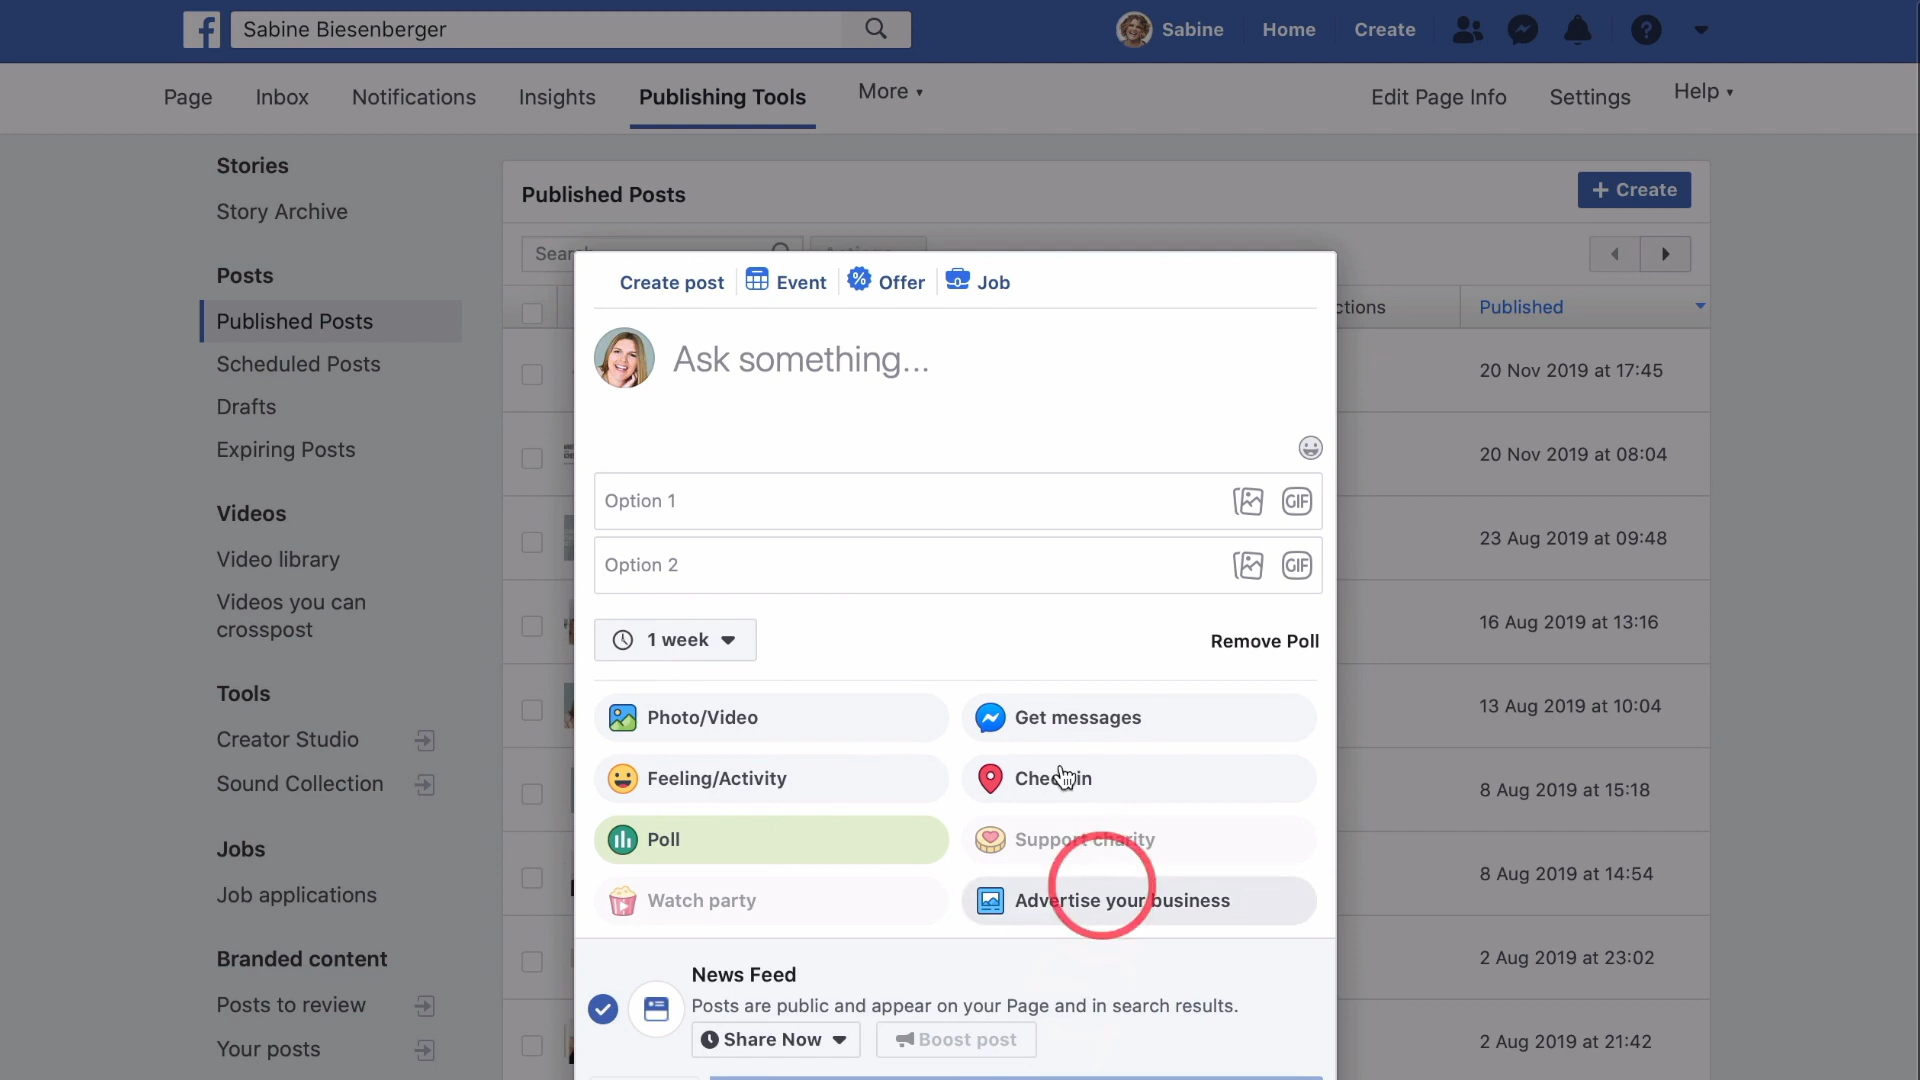 Sabine Biesenberger
Sabine
Home
Create
Page
Inbox
Notifications
Insights
Publishing Tools
More
Edit Page Info
Settings
Help
Stories
Story Archive
Posts
Published Posts
Scheduled Posts
Drafts
Expiring Posts
Videos
Video library
Videos you can
crosspost
Tools
Creator Studio
Sound Collection
Jobs
Job applications
Branded content
Posts to review
Your posts
Published Posts
+ Create
Published
20 Nov 2019 at 17:45
20 Nov 2019 at 08:04
23 Aug 2019 at 09:48
16 Aug 2019 at 13:16
13 Aug 2019 at 10:04
8 Aug 2019 at 15:18
8 Aug 2019 at 14:54
2 Aug 2019 at 23:02
2 Aug 2019 at 21:42
Create post
Event
Offer
Job
Ask something...
Option 1
GIF
Option 2
GIF
1 week
Remove Poll
Photo/Video
Get messages
Feeling/Activity
Poll
Support charity
Watch party
Advertise your business
News Feed
Posts are public and appear on your Page and in search results.
Share Now
Boost post